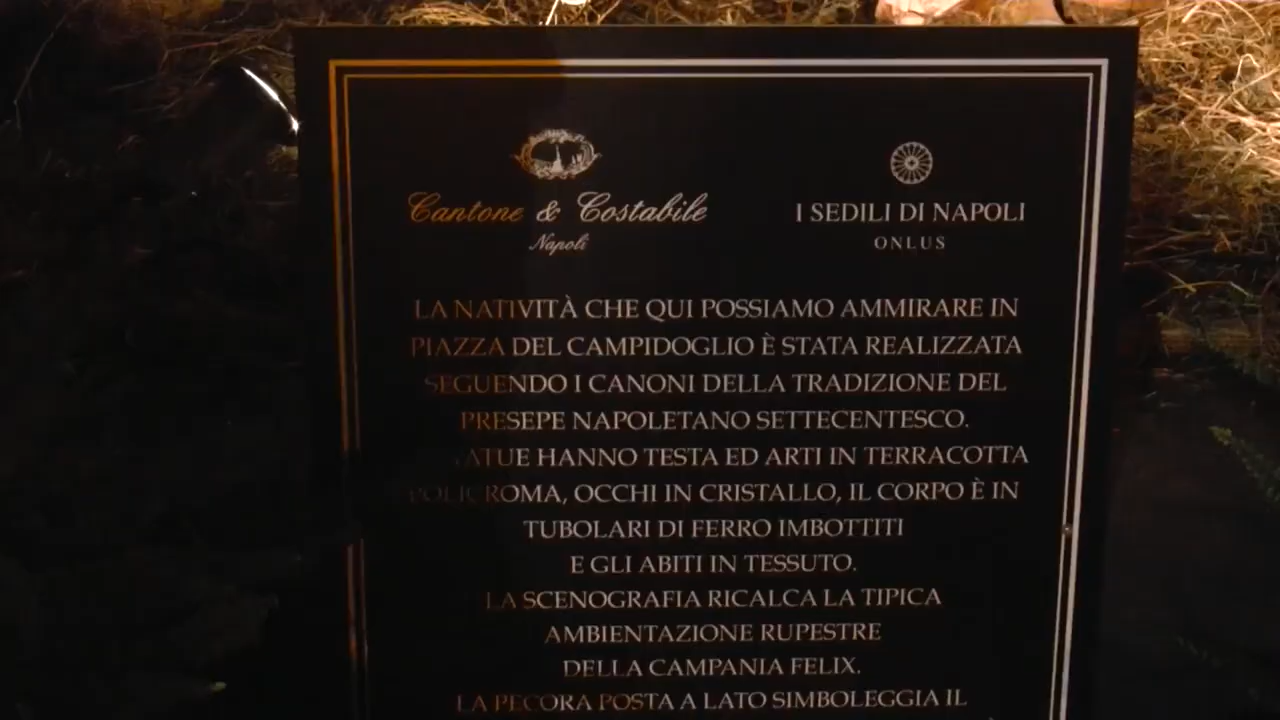 Cantone & Costabile
Napoli
I SEDILI DI NAPOLI
ONLUS
LA NATIVITÀ CHE QUI POSSIAMO AMMIRARE IN
PIAZZA DEL CAMPIDOGLIO È STATA REALIZZATA
SEGUENDO I CANONI DELLA TRADIZIONE DEL
PRESEPE NAPOLETANO SETTECENTESCO.
HANNO TESTA ED ARTI IN TERRACOTTA
POLICROMA, OCCHI IN CRISTALLO, IL CORPO È IN
TUBOLARI DI FERRO IMBOTTITI
E GLI ABITI IN TESSUTO.
LA SCENOGRAFIA RICALCA LA TIPICA
AMBIENTAZIONE RUPESTRE
DELLA CAMPANIA FELIX.
LA PECORA POSTA A LATO SIMBOLEGGIA IL